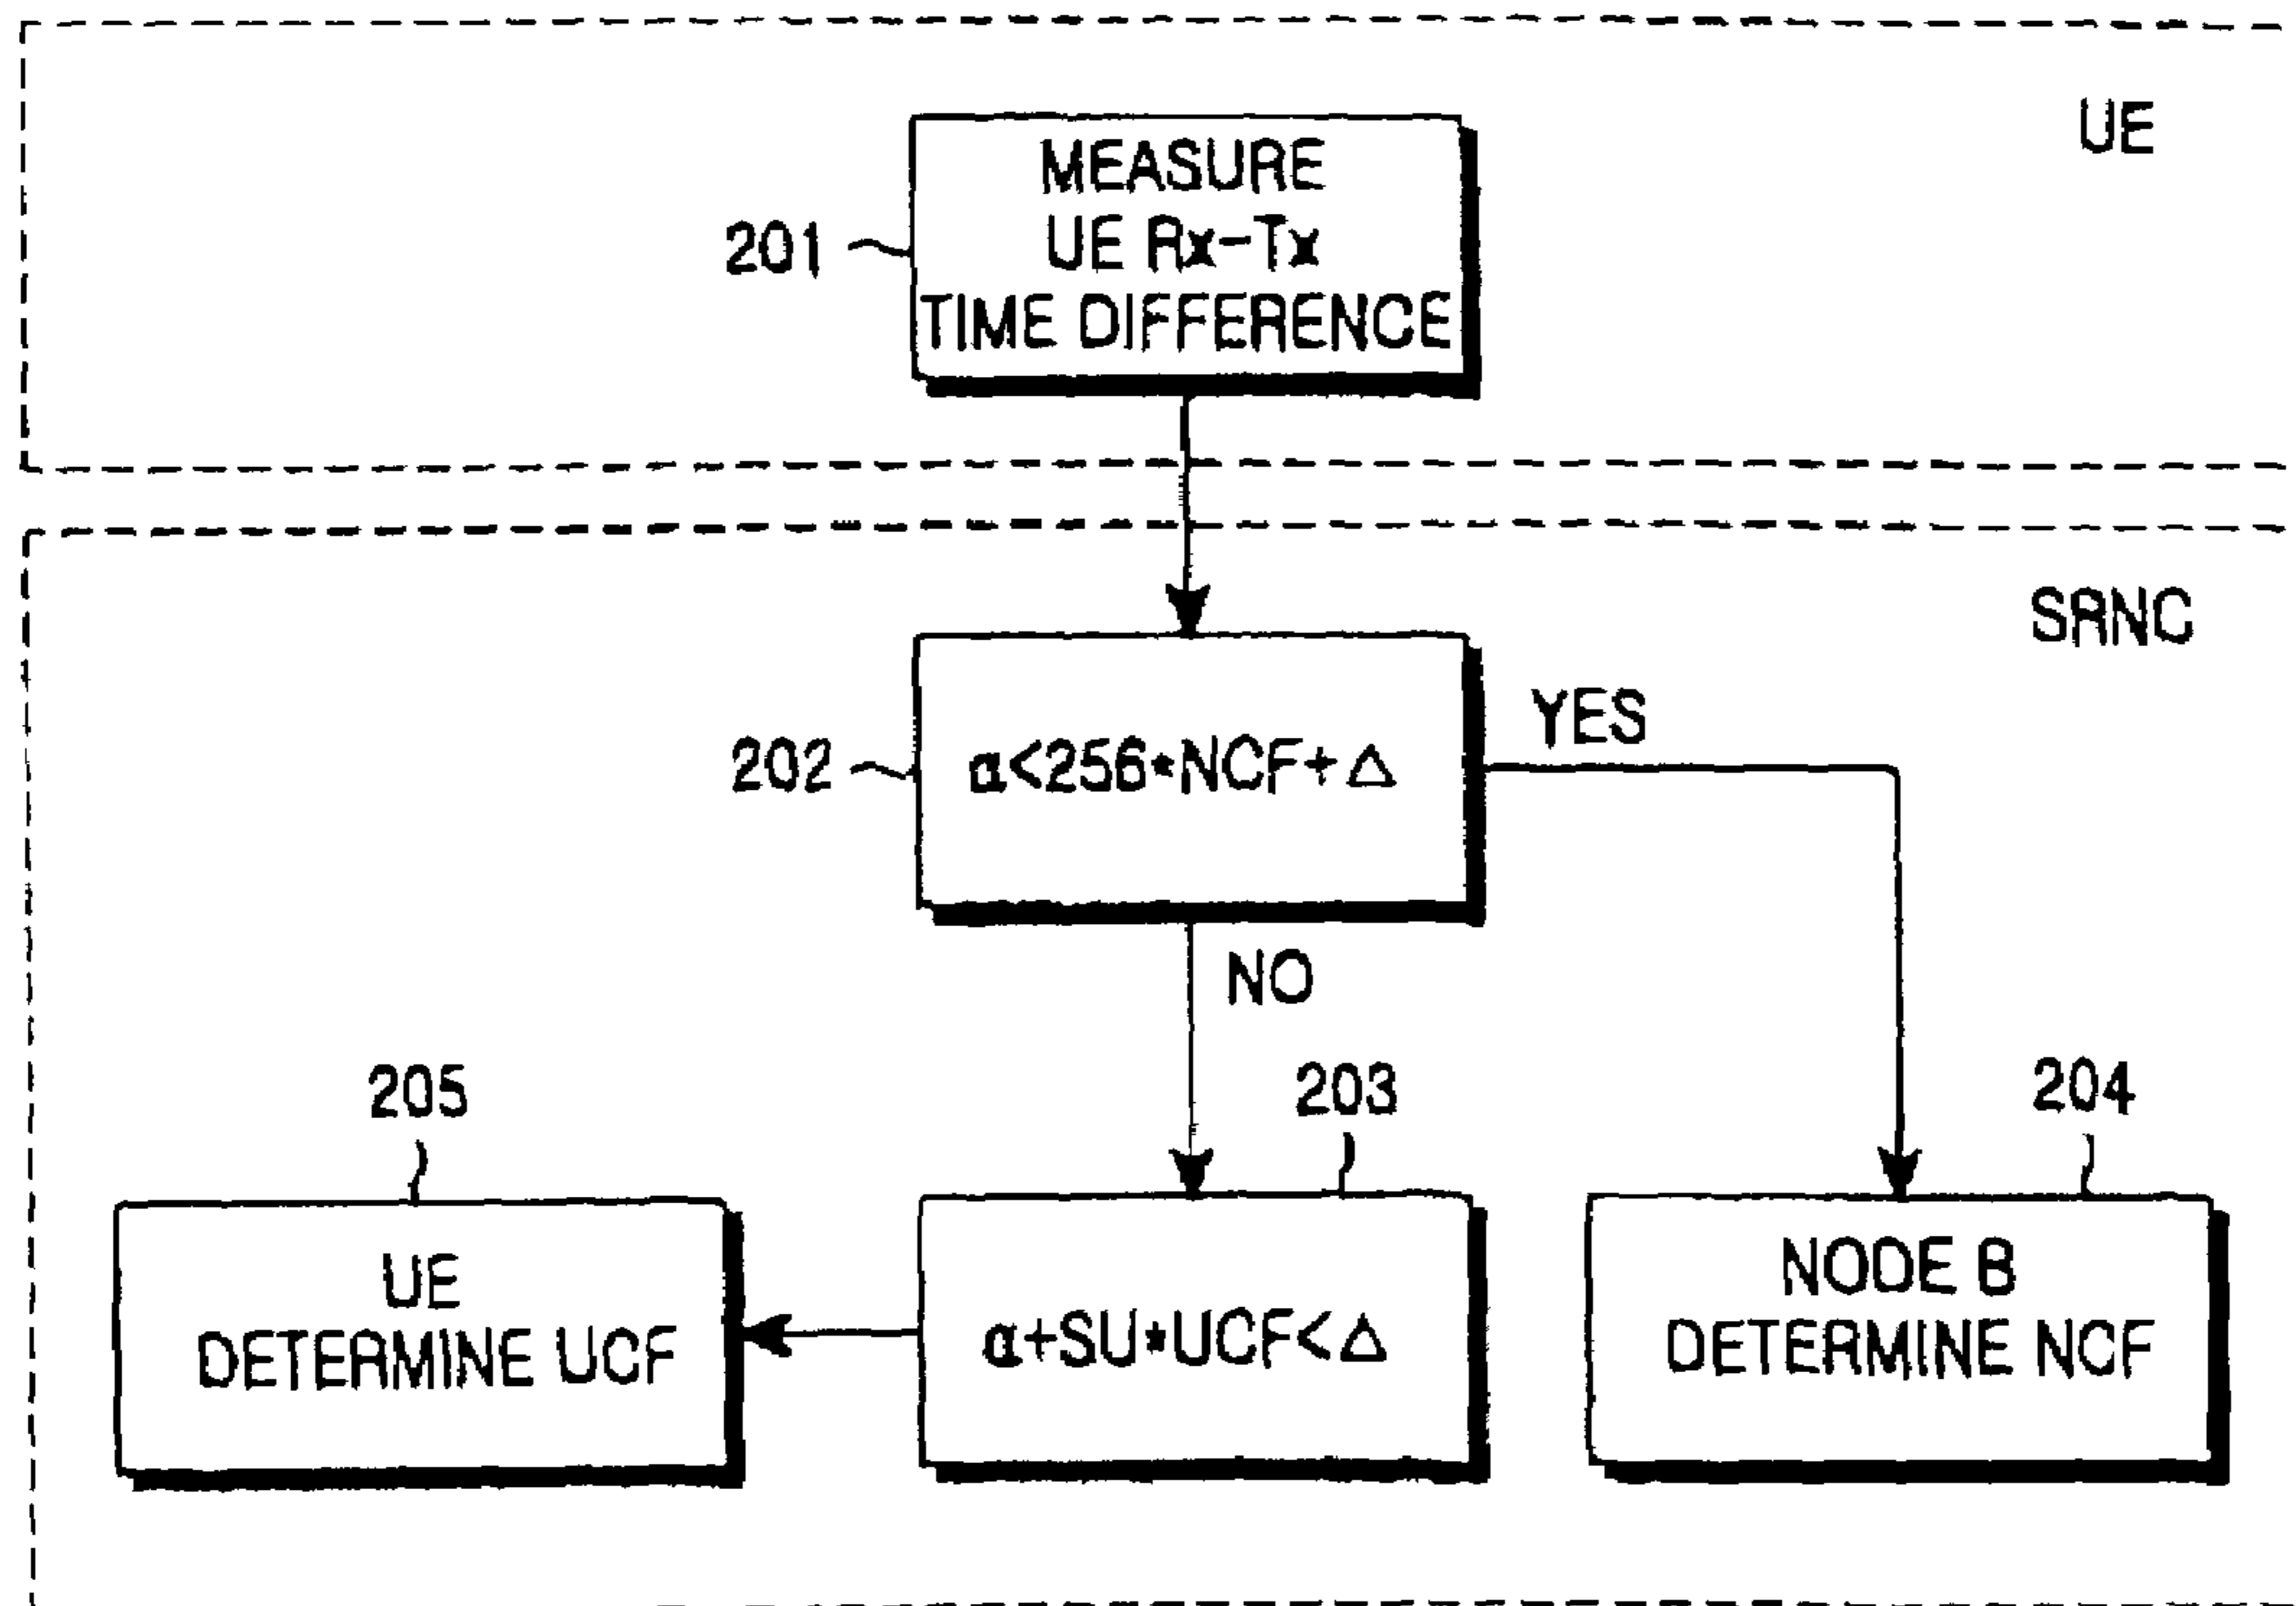 UE
MEASURE
UE Rx-Tx
TIME DIFFERENCE
201
SRNC
202
α<256*NCF+△
YES
NO
205
203
204
UE
DETERMINE UCF
α+SU*UCF<△
NODE B
DETERMINE NCF